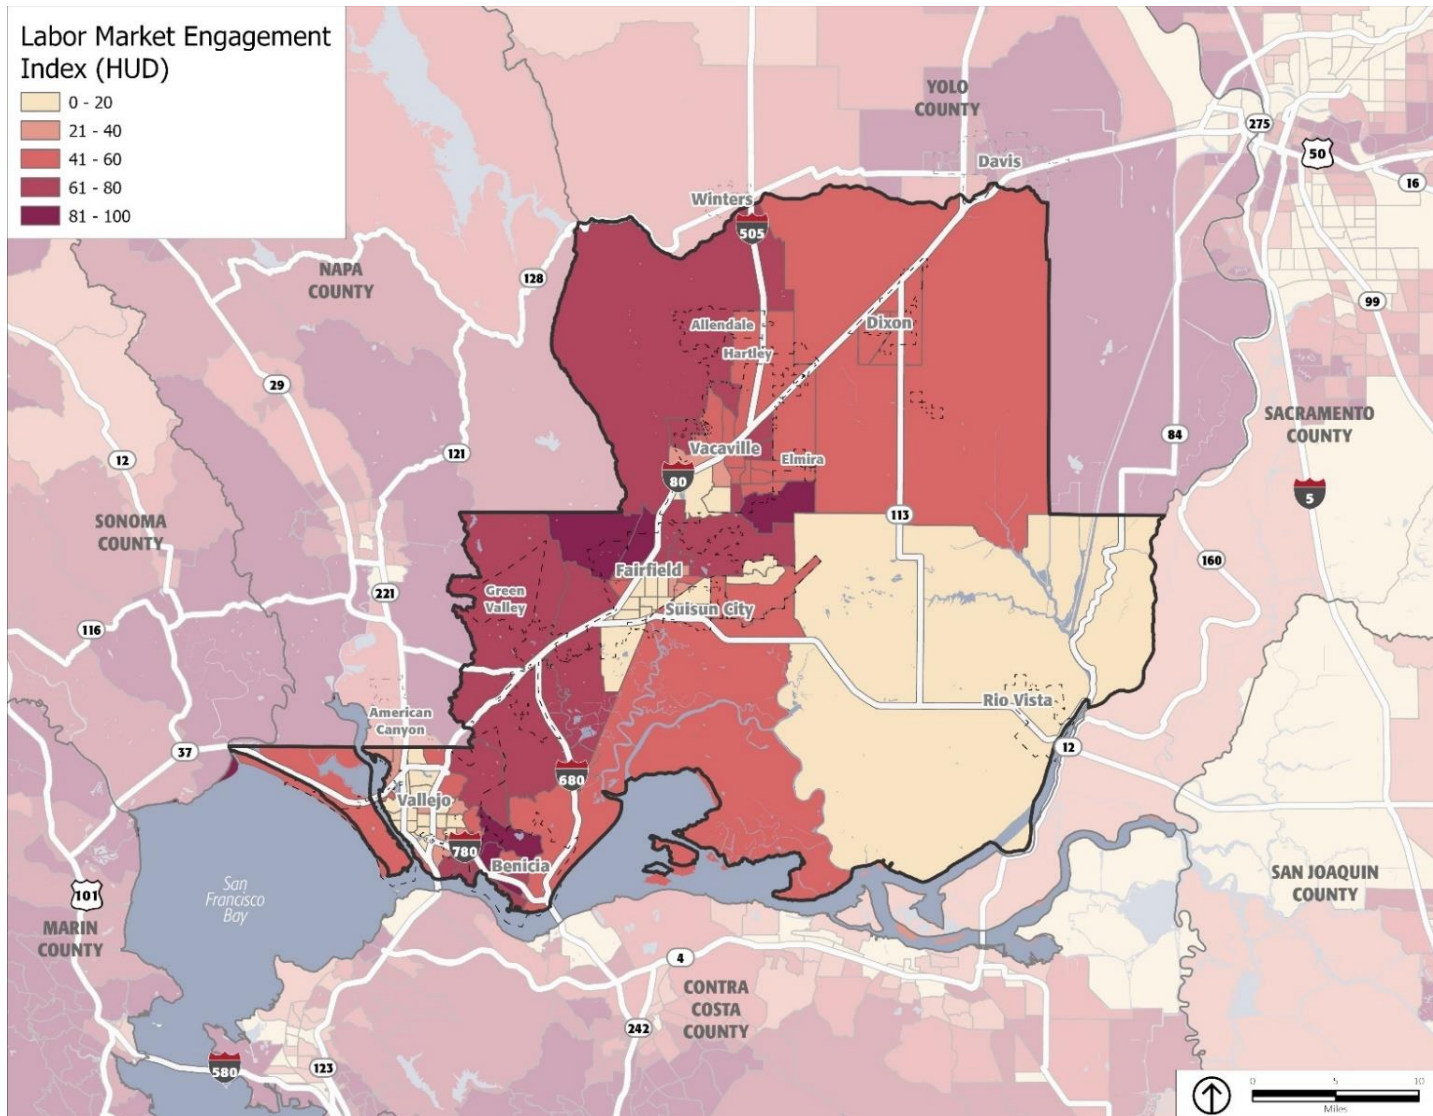 Labor Market Engagement
Index (HUD)
0 - 20
21 - 40
41 - 60
61 - 80
81 - 100
YOLO
COUNTY
275
50
Davis
16
Winters
505
NAPA
COUNTY
128
99
Allendale
Dixon
Hartley
29
SACRAMENTO
COUNTY
84
12
121
Vacaville
Elmira
80
5
SONOMA
COUNTY
113
160
Fairfield
221
Green
Valley
Suisun City
116
Rio Vista
American
Canyon
37
12
680
Vallejo
780
Benicia
San
Francisco
Bay
101
SAN JOAQUIN
COUNTY
MARIN
COUNTY
4
CONTRA
COSTA
COUNTY
242
580
123
0 5 10
Miles